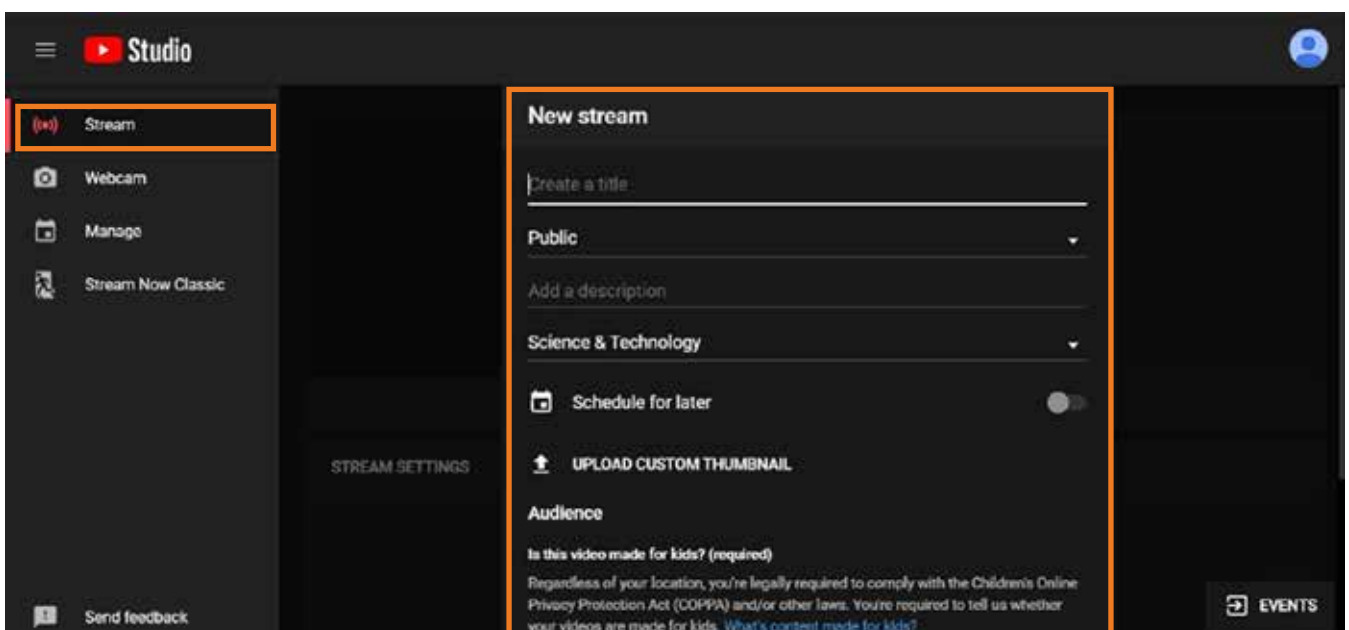 Studio
Stream
Webcam
Manage
Stream Now Classic
Send feedback
New stream
Create a title
Public
Add a description
Science & Technology
Schedule for later
UPLOAD CUSTOM THUMBNAIL
Audience
Is this video made for kids? (required)
Regardless of your location, you're legally required to comply with the Children's Online
Privacy Protection Act (COPPA) and/or other laws. You're required to tell us whether
your videos are made for kids. What's content made for kids?
STREAM SETTINGS
EVENTS